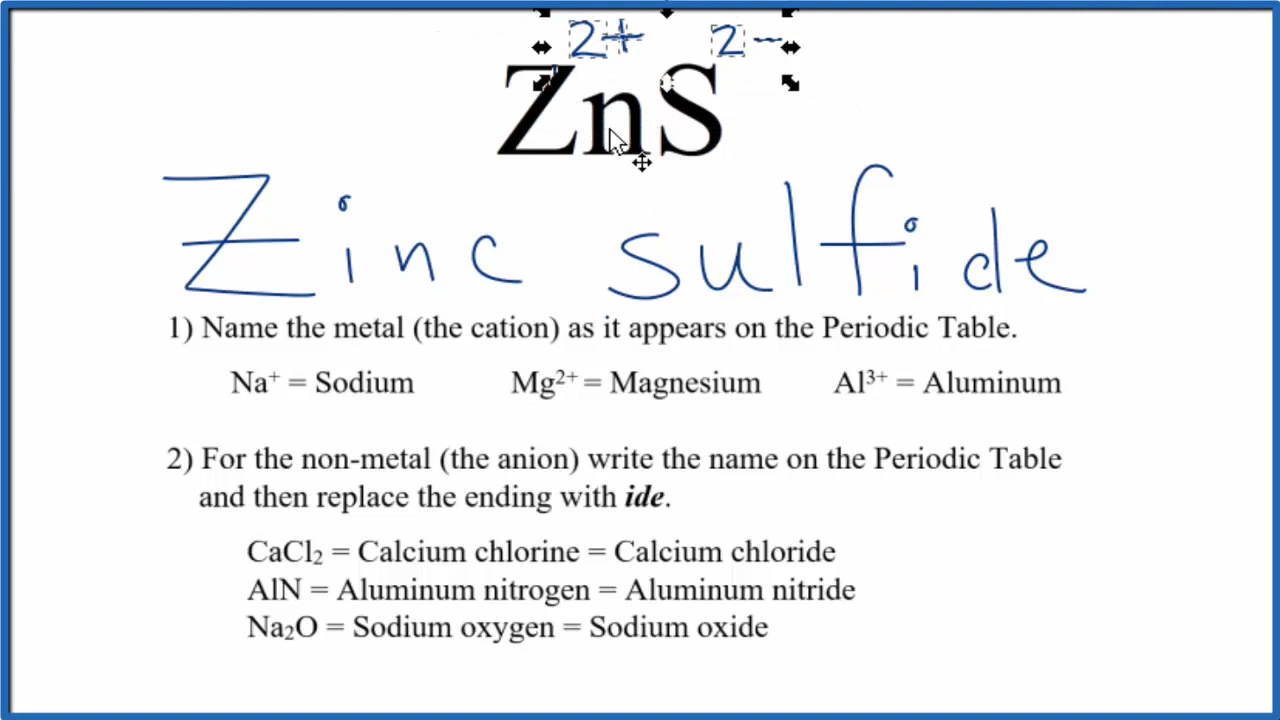 2+ 2-
ZnS
Zinc sulfide
1) Name the metal (the cation) as it appears on the Periodic Table.
Na⁺ = Sodium Mg²⁺ = Magnesium Al³⁺ = Aluminum
2) For the non-metal (the anion) write the name on the Periodic Table
and then replace the ending with ide.
CaCl₂ = Calcium chlorine = Calcium chloride
AlN = Aluminum nitrogen = Aluminum nitride
Na₂O = Sodium oxygen = Sodium oxide